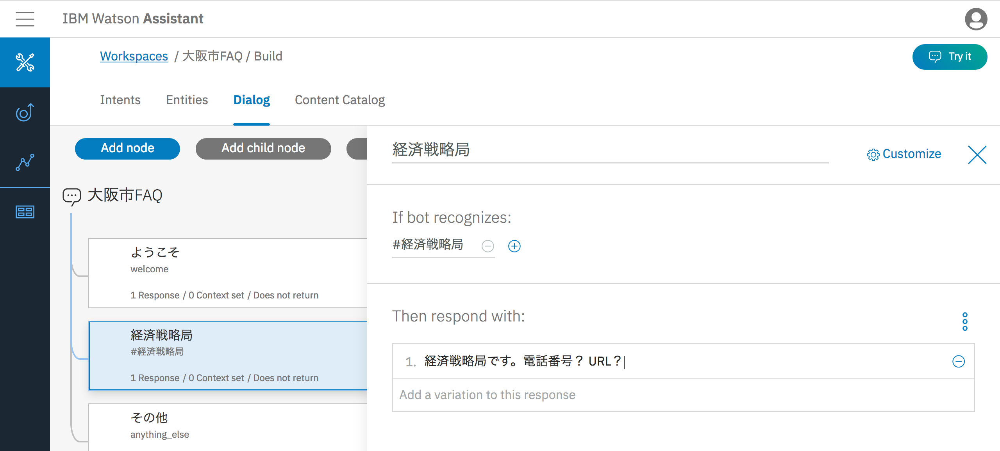 IBM Watson Assistant
Workspaces / 大阪市FAQ / Build
Try it
Intents Entities Dialog Content Catalog
Add node Add child node
大阪市FAQ
ようこそ
welcome
1 Response / 0 Context set / Does not return
経済戦略局
#経済戦略局
1 Response / 0 Context set / Does not return
その他
anything_else
経済戦略局
Customize
If bot recognizes:
#経済戦略局
Then respond with:
1. 経済戦略局です。電話番号？ URL？
Add a variation to this response